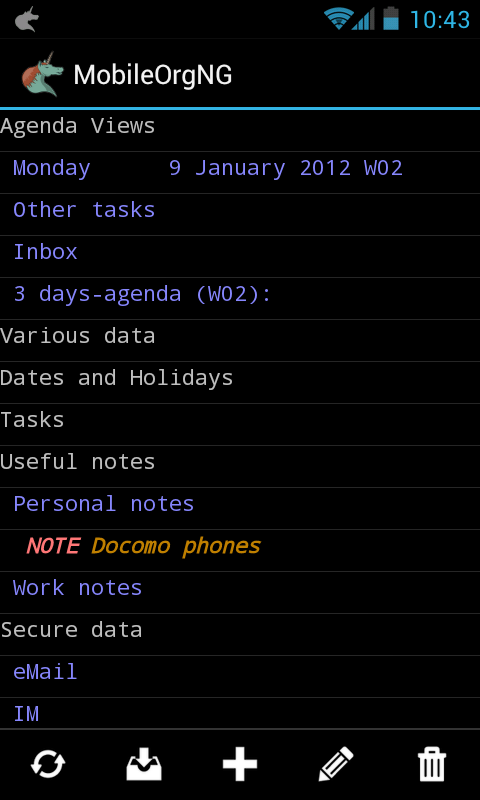 10:43
MobileOrgNG
Agenda Views
Monday      9 January 2012 W02
Other tasks
Inbox
3 days-agenda (W02):
Various data
Dates and Holidays
Tasks
Useful notes
Personal notes
NOTE Docomo phones
Work notes
Secure data
eMail
IM